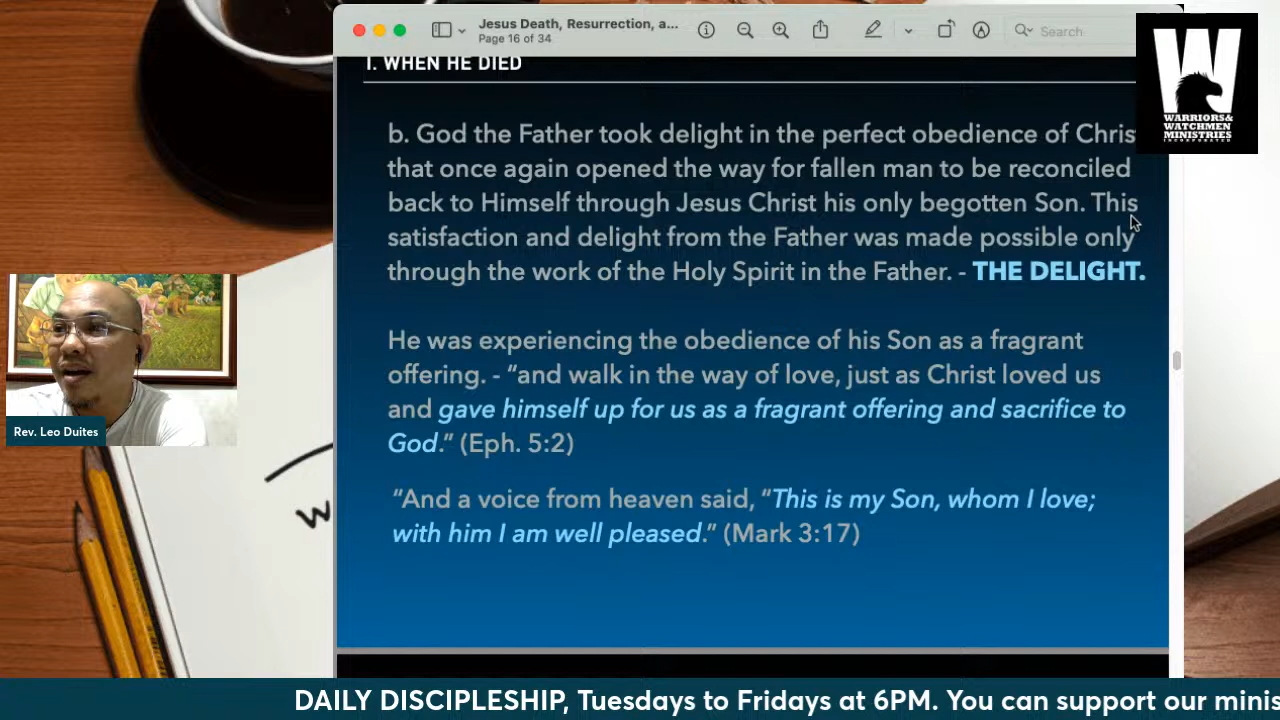 Jesus Death, Resurrection, a...
Page 16 of 34
Search
I. WHEN HE DIED
W
WARRIORS&
WATCHMEN
MINISTRIES
INCORPORATED
b. God the Father took delight in the perfect obedience of Chris
that once again opened the way for fallen man to be reconciled
back to Himself through Jesus Christ his only begotten Son. This
satisfaction and delight from the Father was made possible only
through the work of the Holy Spirit in the Father. - THE DELIGHT.
He was experiencing the obedience of his Son as a fragrant
offering. - “and walk in the way of love, just as Christ loved us
and gave himself up for us as a fragrant offering and sacrifice to
God.” (Eph. 5:2)
“And a voice from heaven said, “This is my Son, whom I love;
with him I am well pleased.” (Mark 3:17)
Rev. Leo Duites
w
DAILY DISCIPLESHIP, Tuesdays to Fridays at 6PM. You can support our minis